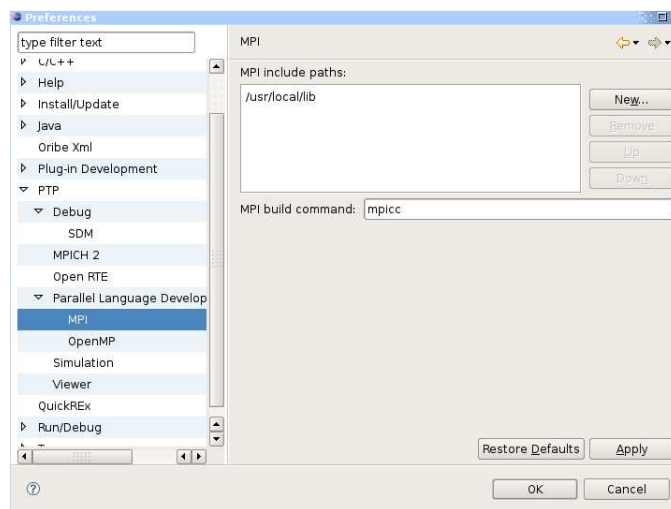 Preferences
type filter text
C/C++
Help
Install/Update
Java
Oribe Xml
Plug-in Development
PTP
Debug
SDM
MPICH 2
Open RTE
Parallel Language Develop
MPI
OpenMP
Simulation
Viewer
QuickREx
Run/Debug
MPI
MPI include paths:
/usr/local/lib
New...
Remove
Up
Down
MPI build command: mpicc
Restore Defaults
Apply
OK
Cancel